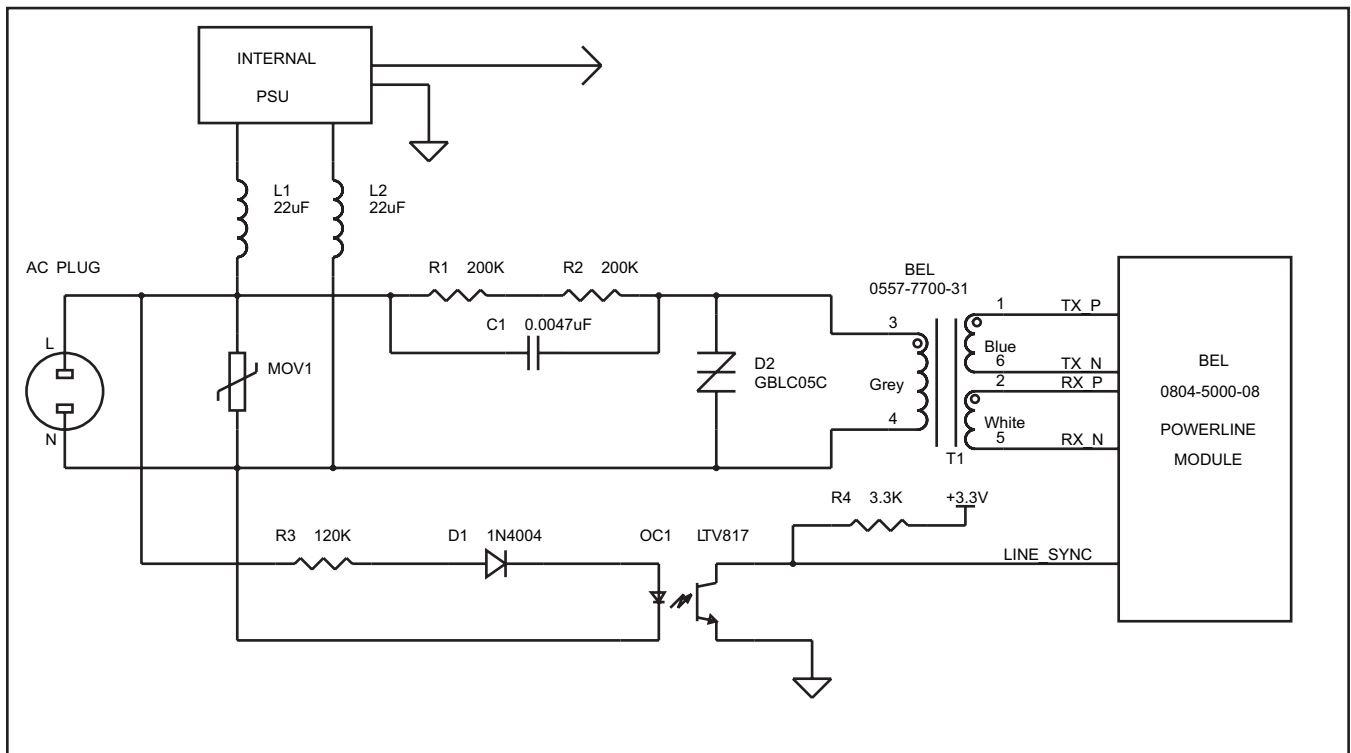 INTERNAL
PSU
L1
22uF
L2
22uF
AC PLUG
L
N
MOV1
R1 200K
R2 200K
C1 0.0047uF
D2
GBLC05C
BEL
0557-7700-31
3
4
Grey
1
Blue
6
2
White
5
T1
TX_P
TX_N
RX_P
RX_N
BEL
0804-5000-08
POWERLINE
MODULE
R3 120K
D1 1N4004
OC1 LTV817
R4 3.3K
+3.3V
LINE_SYNC